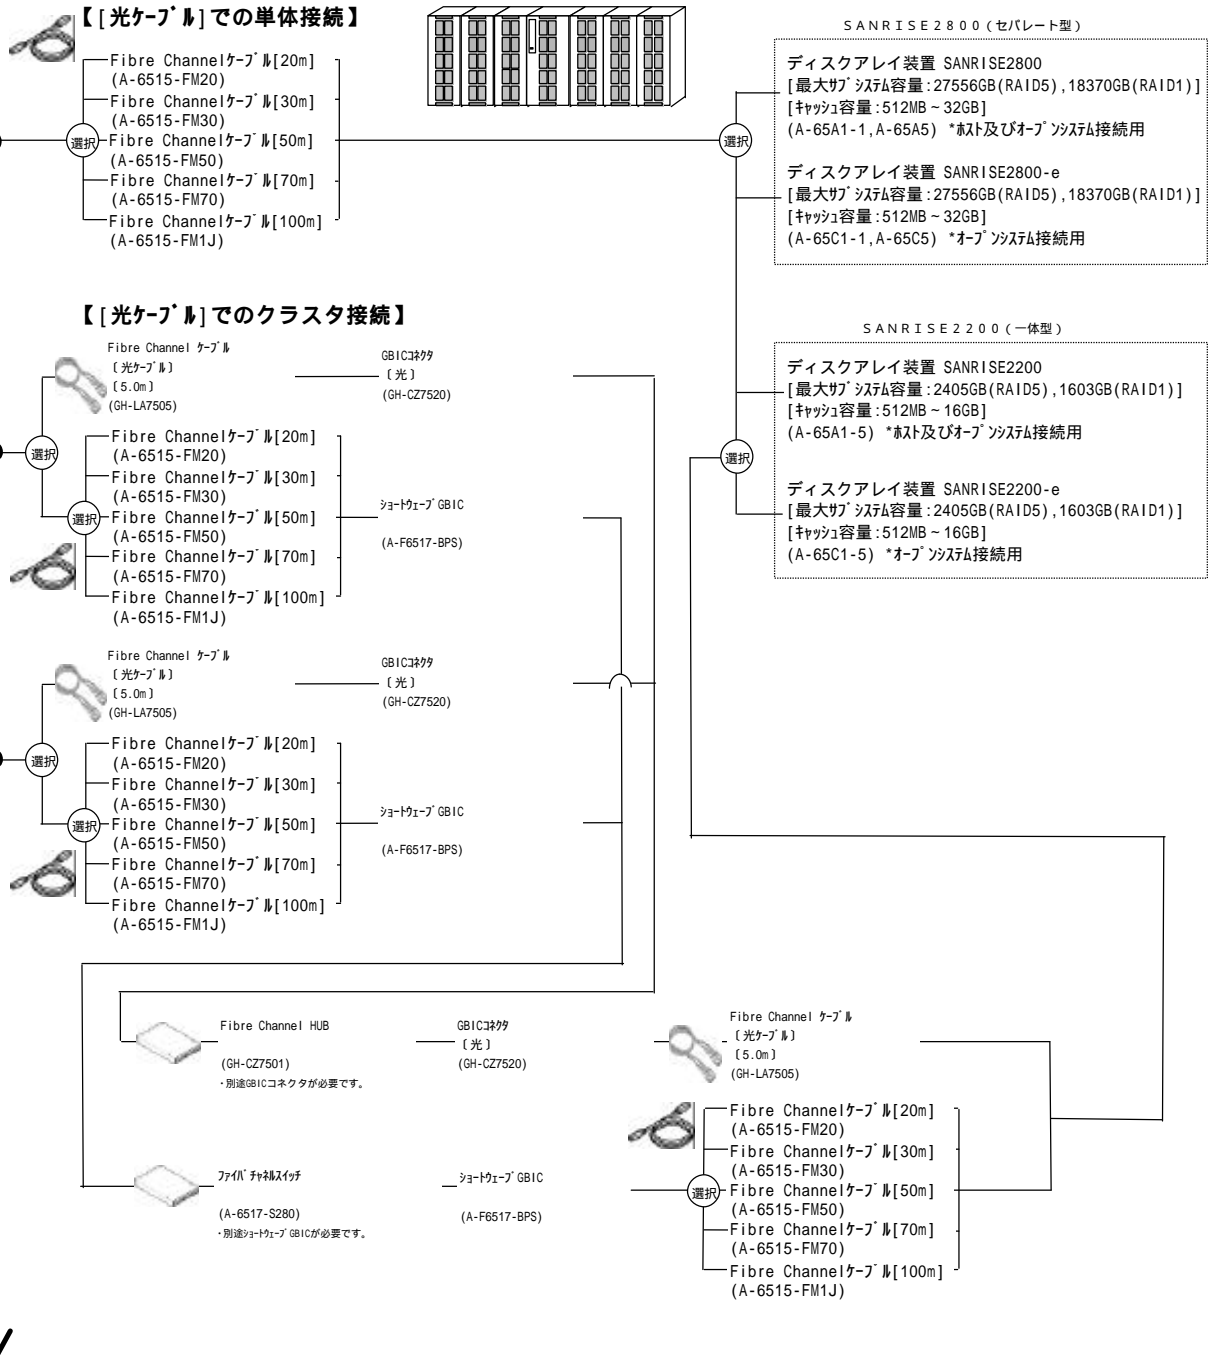 【[光ｹｰﾌﾞﾙ]での単体接続】
Fibre Channelｹｰﾌﾞﾙ[20m]
(A-6515-FM20)
Fibre Channelｹｰﾌﾞﾙ[30m]
(A-6515-FM30)
選択
Fibre Channelｹｰﾌﾞﾙ[50m]
(A-6515-FM50)
Fibre Channelｹｰﾌﾞﾙ[70m]
(A-6515-FM70)
Fibre Channelｹｰﾌﾞﾙ[100m]
(A-6515-FM1J)
選択
SANRISE2800(セパレート型)
ディスクアレイ装置 SANRISE2800
[最大ｻﾌﾞｼｽﾃﾑ容量:27556GB(RAID5),18370GB(RAID1)]
[ｷｬｯｼｭ容量:512MB～32GB]
(A-65A1-1,A-65A5) *ﾎｽﾄ及びｵｰﾌﾟﾝｼｽﾃﾑ接続用
ディスクアレイ装置 SANRISE2800-e
[最大ｻﾌﾞｼｽﾃﾑ容量:27556GB(RAID5),18370GB(RAID1)]
[ｷｬｯｼｭ容量:512MB～32GB]
(A-65C1-1,A-65C5) *ｵｰﾌﾟﾝｼｽﾃﾑ接続用
SANRISE2200(一体型)
ディスクアレイ装置 SANRISE2200
[最大ｻﾌﾞｼｽﾃﾑ容量:2405GB(RAID5),1603GB(RAID1)]
[ｷｬｯｼｭ容量:512MB～16GB]
(A-65A1-5) *ﾎｽﾄ及びｵｰﾌﾟﾝｼｽﾃﾑ接続用
選択
ディスクアレイ装置 SANRISE2200-e
[最大ｻﾌﾞｼｽﾃﾑ容量:2405GB(RAID5),1603GB(RAID1)]
[ｷｬｯｼｭ容量:512MB～16GB]
(A-65C1-5) *ｵｰﾌﾟﾝｼｽﾃﾑ接続用
【[光ｹｰﾌﾞﾙ]でのクラスタ接続】
Fibre Channel ｹｰﾌﾞﾙ
〔光ｹｰﾌﾞﾙ〕
〔5.0m〕
(GH-LA7505)
GBICｺﾈｸﾀ
〔光〕
(GH-CZ7520)
選択
Fibre Channelｹｰﾌﾞﾙ[20m]
(A-6515-FM20)
Fibre Channelｹｰﾌﾞﾙ[30m]
(A-6515-FM30)
選択
Fibre Channelｹｰﾌﾞﾙ[50m]
(A-6515-FM50)
Fibre Channelｹｰﾌﾞﾙ[70m]
(A-6515-FM70)
Fibre Channelｹｰﾌﾞﾙ[100m]
(A-6515-FM1J)
ｼｮｰﾄｳｪｰﾌﾞGBIC
(A-F6517-BPS)
Fibre Channel ｹｰﾌﾞﾙ
〔光ｹｰﾌﾞﾙ〕
〔5.0m〕
(GH-LA7505)
GBICｺﾈｸﾀ
〔光〕
(GH-CZ7520)
選択
Fibre Channelｹｰﾌﾞﾙ[20m]
(A-6515-FM20)
Fibre Channelｹｰﾌﾞﾙ[30m]
(A-6515-FM30)
選択
Fibre Channelｹｰﾌﾞﾙ[50m]
(A-6515-FM50)
Fibre Channelｹｰﾌﾞﾙ[70m]
(A-6515-FM70)
Fibre Channelｹｰﾌﾞﾙ[100m]
(A-6515-FM1J)
ｼｮｰﾄｳｪｰﾌﾞGBIC
(A-F6517-BPS)
Fibre Channel HUB
(GH-CZ7501)
・別途GBICコネクタが必要です。
GBICｺﾈｸﾀ
〔光〕
(GH-CZ7520)
Fibre Channel ｹｰﾌﾞﾙ
〔光ｹｰﾌﾞﾙ〕
〔5.0m〕
(GH-LA7505)
ﾌｧｲﾊﾞﾁｬﾈﾙｽｲｯﾁ
(A-6517-S280)
・別途ｼｮｰﾄｳｪｰﾌﾞGBICが必要です。
ｼｮｰﾄｳｪｰﾌﾞGBIC
(A-F6517-BPS)
Fibre Channelｹｰﾌﾞﾙ[20m]
(A-6515-FM20)
Fibre Channelｹｰﾌﾞﾙ[30m]
(A-6515-FM30)
選択
Fibre Channelｹｰﾌﾞﾙ[50m]
(A-6515-FM50)
Fibre Channelｹｰﾌﾞﾙ[70m]
(A-6515-FM70)
Fibre Channelｹｰﾌﾞﾙ[100m]
(A-6515-FM1J)